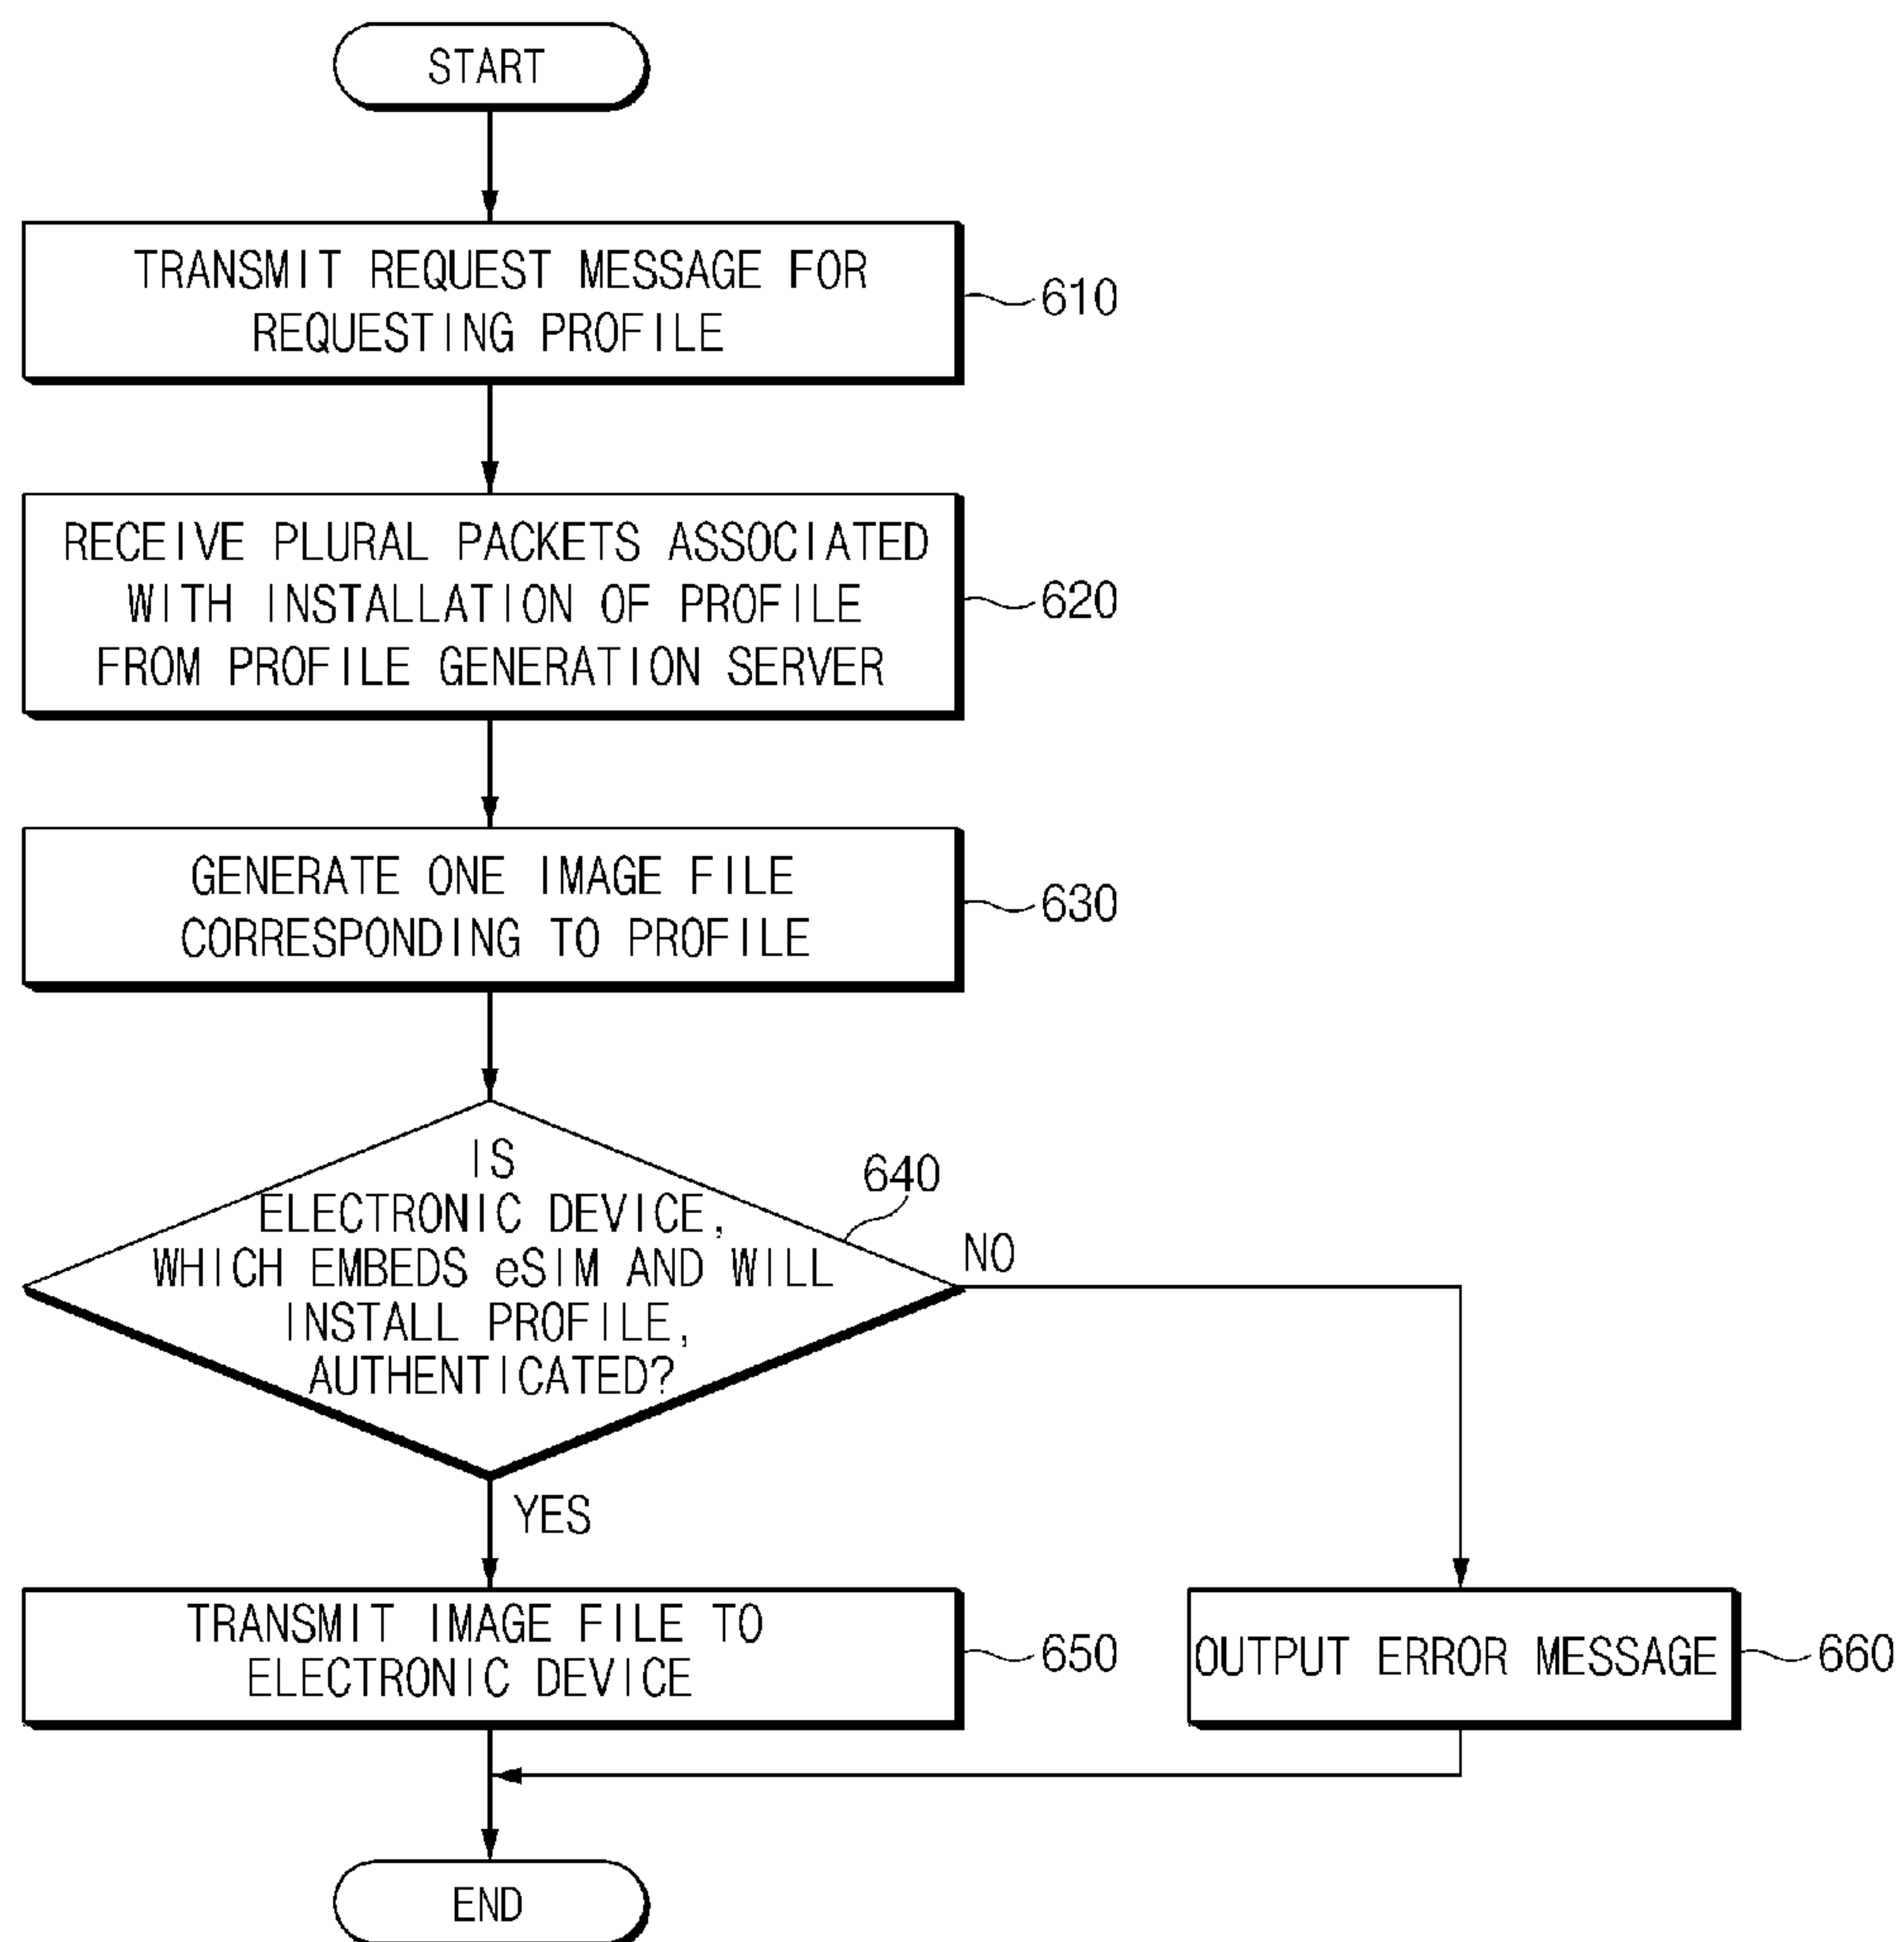 START
TRANSMIT REQUEST MESSAGE FOR
REQUESTING PROFILE
610
RECEIVE PLURAL PACKETS ASSOCIATED
WITH INSTALLATION OF PROFILE
FROM PROFILE GENERATION SERVER
620
GENERATE ONE IMAGE FILE
CORRESPONDING TO PROFILE
630
IS
ELECTRONIC DEVICE,
WHICH EMBEDS eSIM AND WILL
INSTALL PROFILE,
AUTHENTICATED?
640
NO
YES
TRANSMIT IMAGE FILE TO
ELECTRONIC DEVICE
650
OUTPUT ERROR MESSAGE
660
END